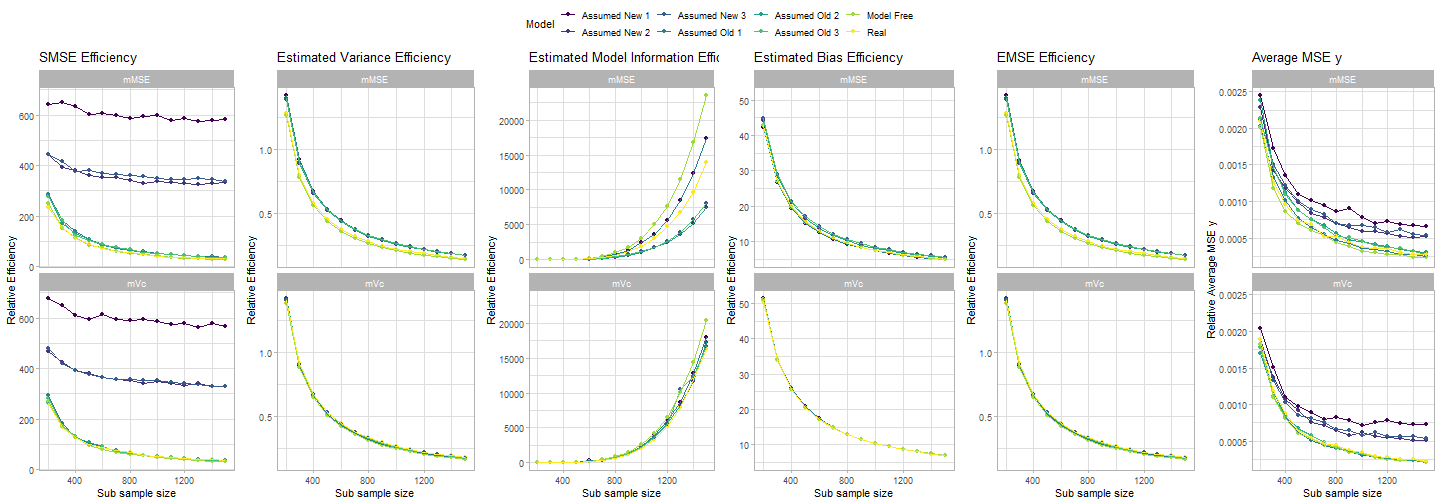 Model
Assumed New 1 Assumed New 3 Assumed Old 2 Model Free
Assumed New 2 Assumed Old 1 Assumed Old 3 Real
SMSE Efficiency
mMSE
600
400
200
0
mVc
600
400
200
0
400 800 1200
Relative Efficiency
Sub sample size
Estimated Variance Efficiency
mMSE
1.0
0.5
mVc
1.0
0.5
400 800 1200
Relative Efficiency
Sub sample size
Estimated Model Information Effi
mMSE
20000
15000
10000
5000
0
mVc
20000
15000
10000
5000
0
400 800 1200
Relative Efficiency
Sub sample size
Estimated Bias Efficiency
mMSE
50
40
30
20
10
mVc
50
40
30
20
10
400 800 1200
Relative Efficiency
Sub sample size
EMSE Efficiency
mMSE
1.0
0.5
mVc
1.0
0.5
400 800 1200
Relative Efficiency
Sub sample size
Average MSE y
mMSE
0.0025
0.0020
0.0015
0.0010
0.0005
mVc
0.0025
0.0020
0.0015
0.0010
0.0005
400 800 1200
Relative Average MSE y
Sub sample size